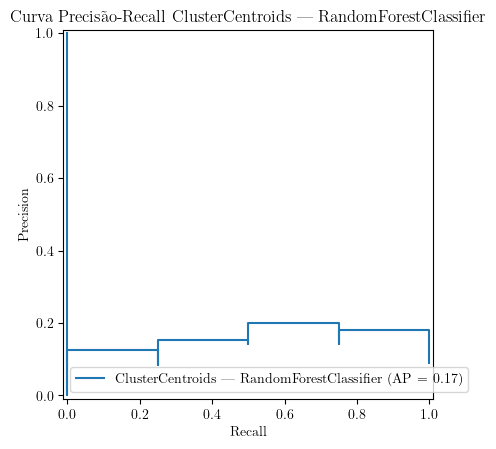 Curva Precisão-Recall ClusterCentroids — RandomForestClassifier
1.0
0.8
0.6
0.4
0.2
0.0
Precision
ClusterCentroids — RandomForestClassifier (AP = 0.17)
0.0 0.2 0.4 0.6 0.8 1.0
Recall